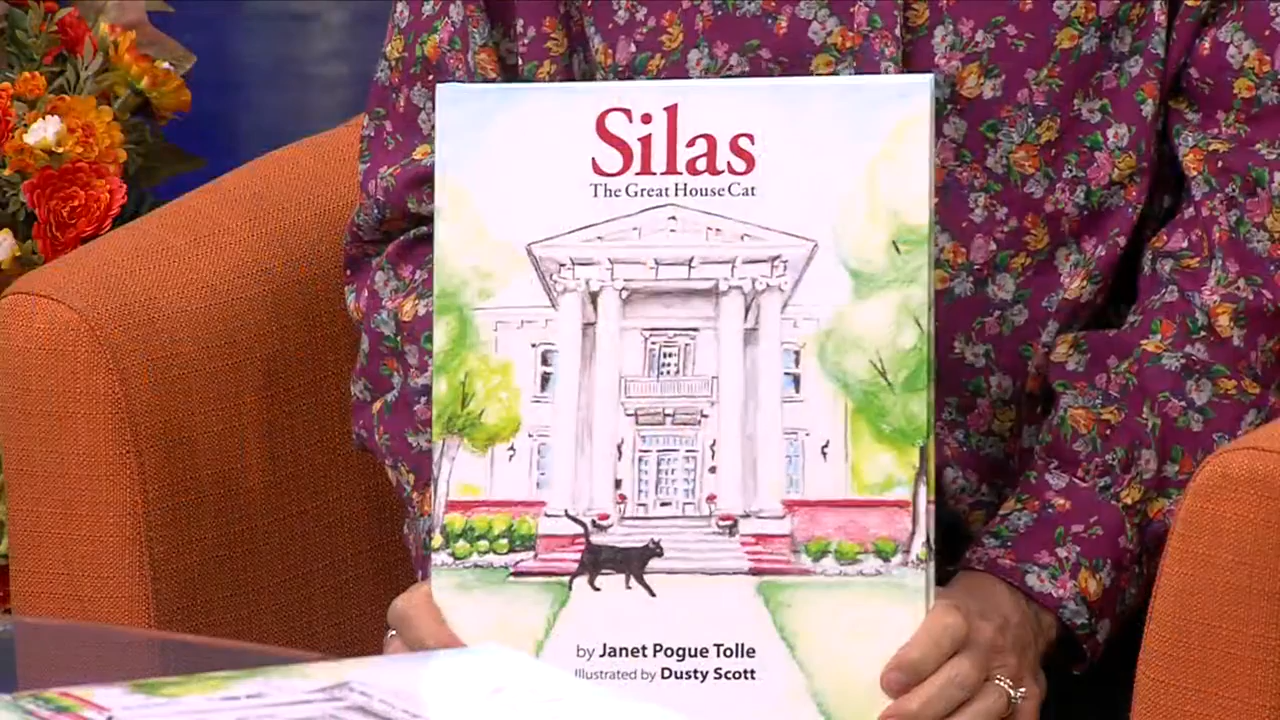 Silas
The Great House Cat
by Janet Pogue Tolle
Illustrated by Dusty Scott